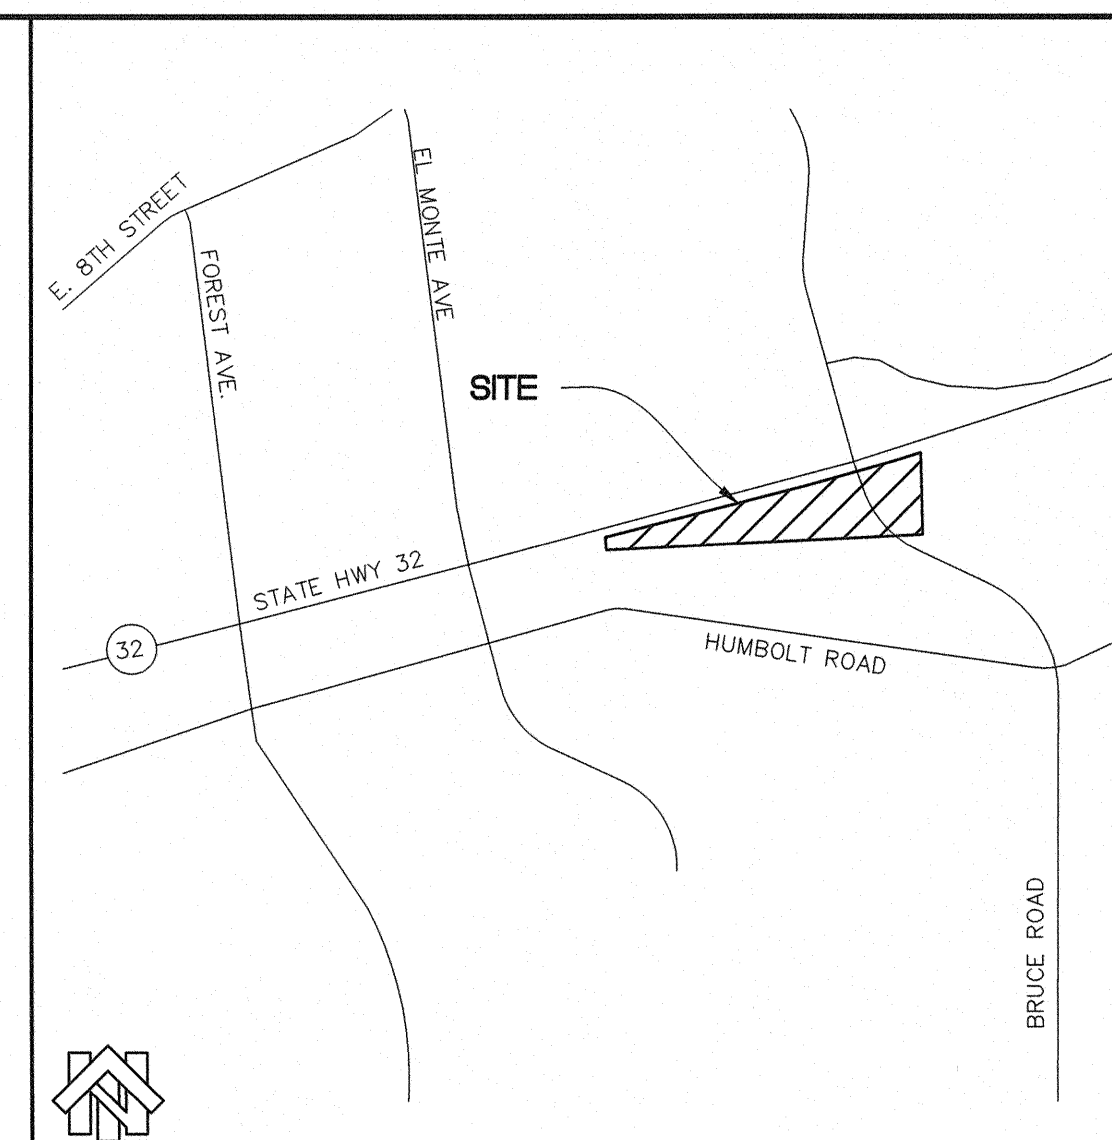 E. 8TH STREET
FOREST AVE.
EL MONTE AVE
SITE
STATE HWY 32
32
HUMBOLT ROAD
BRUCE ROAD
N